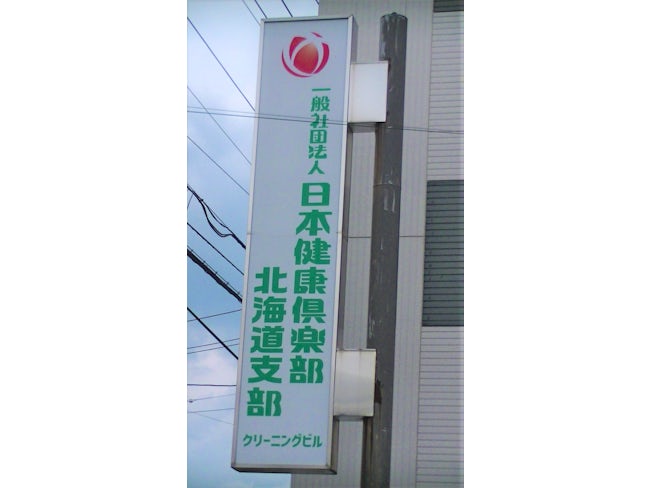 一般社団法人
日本健康倶楽部
北海道支部
クリーニングビル